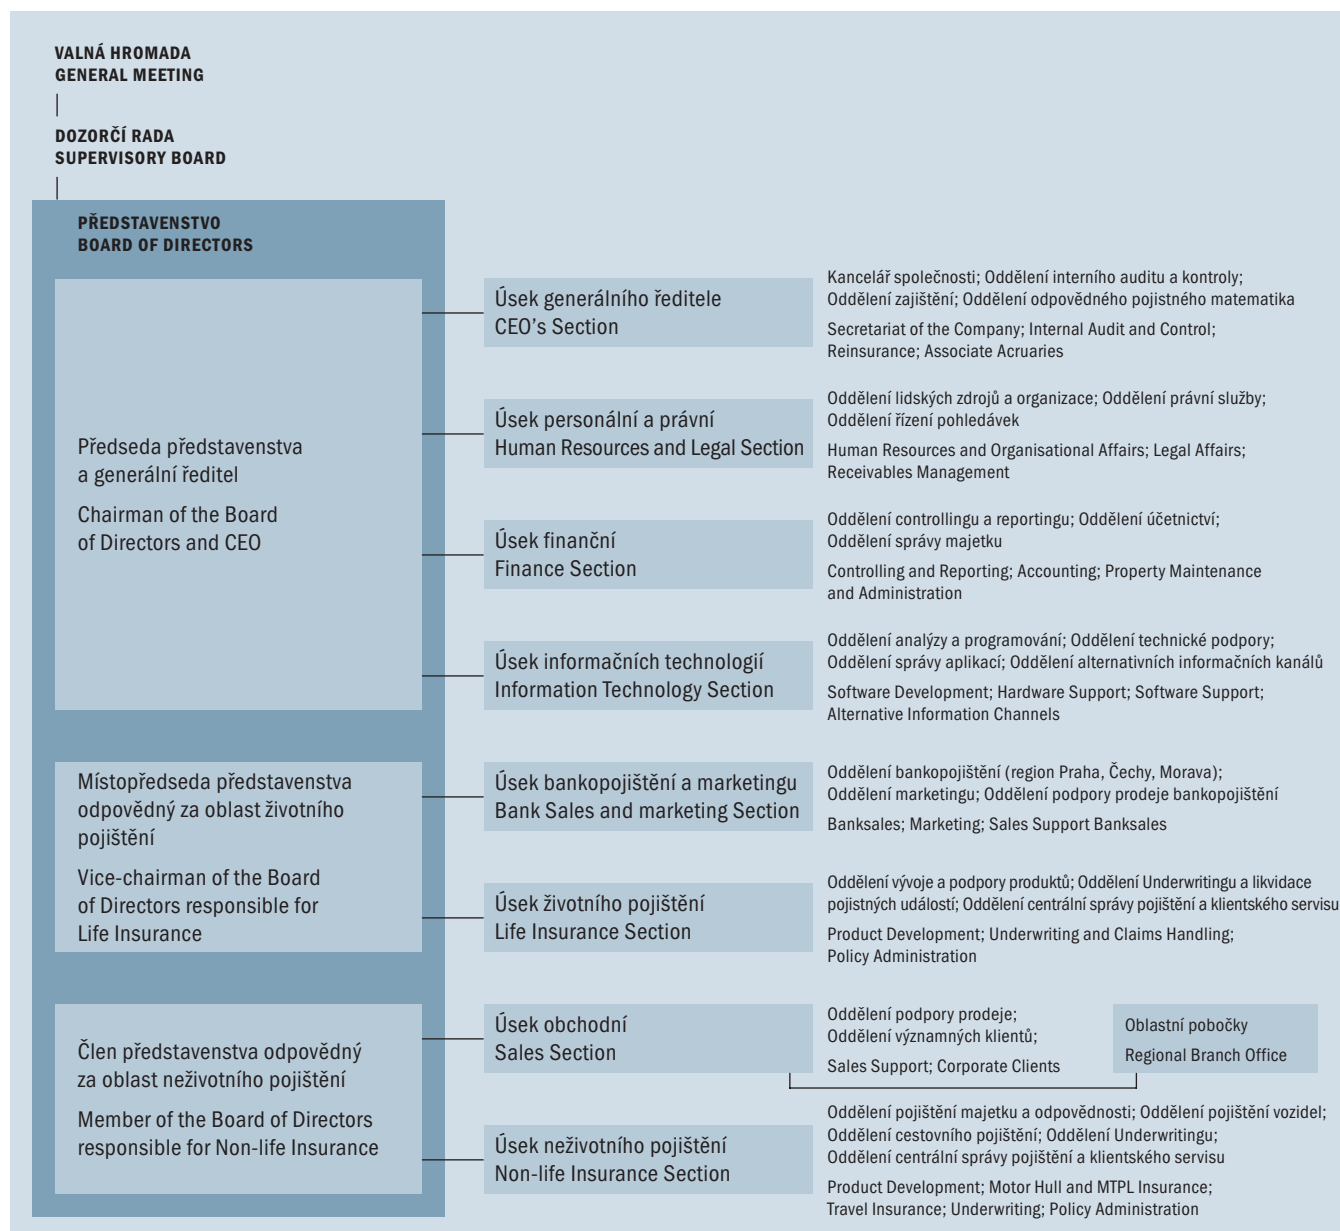 VALNÁ HROMADA
GENERAL MEETING
DOZORČÍ RADA
SUPERVISORY BOARD
PŘEDSTAVENSTVO
BOARD OF DIRECTORS
Předseda představenstva
a generální ředitel
Chairman of the Board
of Directors and CEO
Úsek generálního ředitele
CEO's Section
Kancelář společnosti; Oddělení interního auditu a kontroly;
Oddělení zajištění; Oddělení odpovědného pojistného matematika
Secretariat of the Company; Internal Audit and Control;
Reinsurance; Associate Acruaries
Úsek personální a právní
Human Resources and Legal Section
Oddělení lidských zdrojů a organizace; Oddělení právní služby;
Oddělení řízení pohledávek
Human Resources and Organisational Affairs; Legal Affairs;
Receivables Management
Úsek finanční
Finance Section
Oddělení controllingu a reportingu; Oddělení účetnictví;
Oddělení správy majetku
Controlling and Reporting; Accounting; Property Maintenance
and Administration
Úsek informačních technologií
Information Technology Section
Oddělení analýzy a programování; Oddělení technické podpory;
Oddělení správy aplikací; Oddělení alternativních informačních kanálů
Software Development; Hardware Support; Software Support;
Alternative Information Channels
Místopředseda představenstva
odpovědný za oblast životního
pojištění
Vice-chairman of the Board
of Directors responsible for
Life Insurance
Úsek bankopojištění a marketingu
Bank Sales and marketing Section
Oddělení bankopojištění (region Praha, Čechy, Morava);
Oddělení marketingu; Oddělení podpory prodeje bankopojištění
Banksales; Marketing; Sales Support Banksales
Úsek životního pojištění
Life Insurance Section
Oddělení vývoje a podpory produktů; Oddělení Underwritingu a likvidace
pojistných událostí; Oddělení centrální správy pojištění a klientského servisu
Product Development; Underwriting and Claims Handling;
Policy Administration
Člen představenstva odpovědný
za oblast neživotního pojištění
Member of the Board of Directors
responsible for Non-life Insurance
Úsek obchodní
Sales Section
Oddělení podpory prodeje;
Oddělení významných klientů;
Sales Support; Corporate Clients
Oblastní pobočky
Regional Branch Office
Úsek neživotního pojištění
Non-life Insurance Section
Oddělení pojištění majetku a odpovědnosti; Oddělení pojištění vozidel;
Oddělení cestovního pojištění; Oddělení Underwritingu;
Oddělení centrální správy pojištění a klientského servisu
Product Development; Motor Hull and MTPL Insurance;
Travel Insurance; Underwriting; Policy Administration